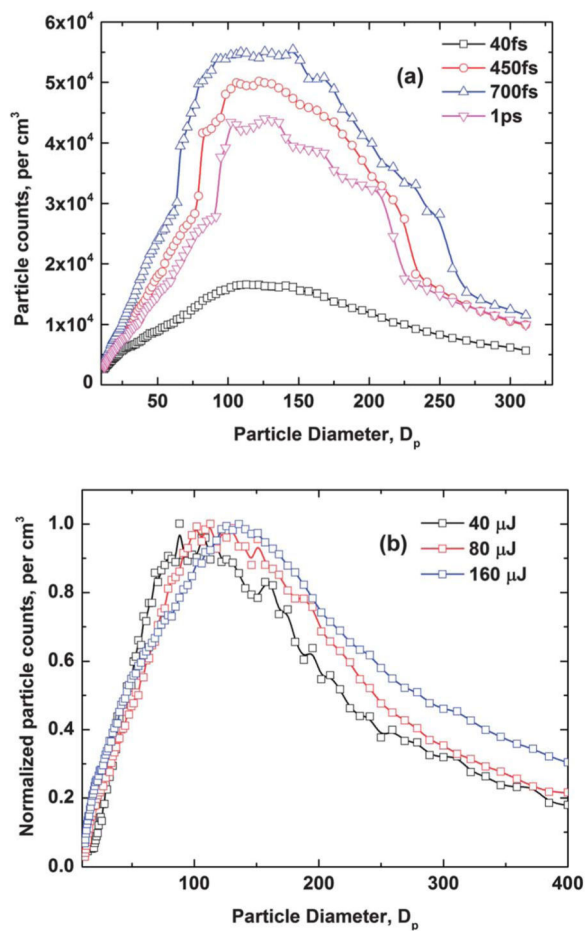 6x10⁴
5x10⁴
4x10⁴
3x10⁴
2x10⁴
1x10⁴
0
Particle counts, per cm³
(a)
40fs
450fs
700fs
1ps
50 100 150 200 250 300
Particle Diameter, Dₚ
1.0
0.8
0.6
0.4
0.2
0.0
Normalized particle counts, per cm³
(b)
40 μJ
80 μJ
160 μJ
100 200 300 400
Particle Diameter, Dₚ